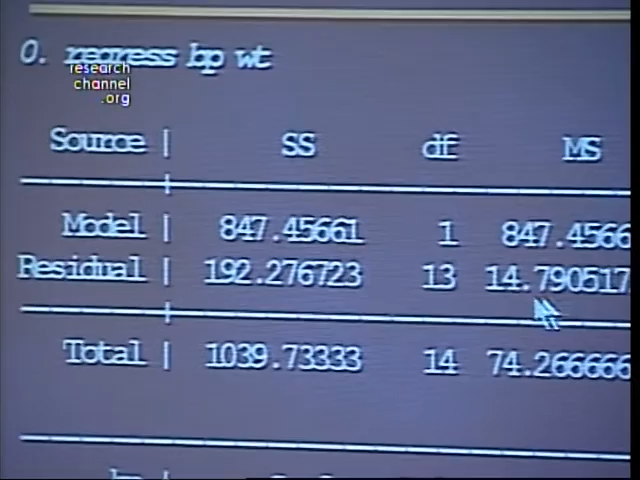 0. regress bp wt
research
channel
.org
Source | SS df MS
Model | 847.45661 1 847.4566
Residual | 192.276723 13 14.790517
Total | 1039.73333 14 74.266666